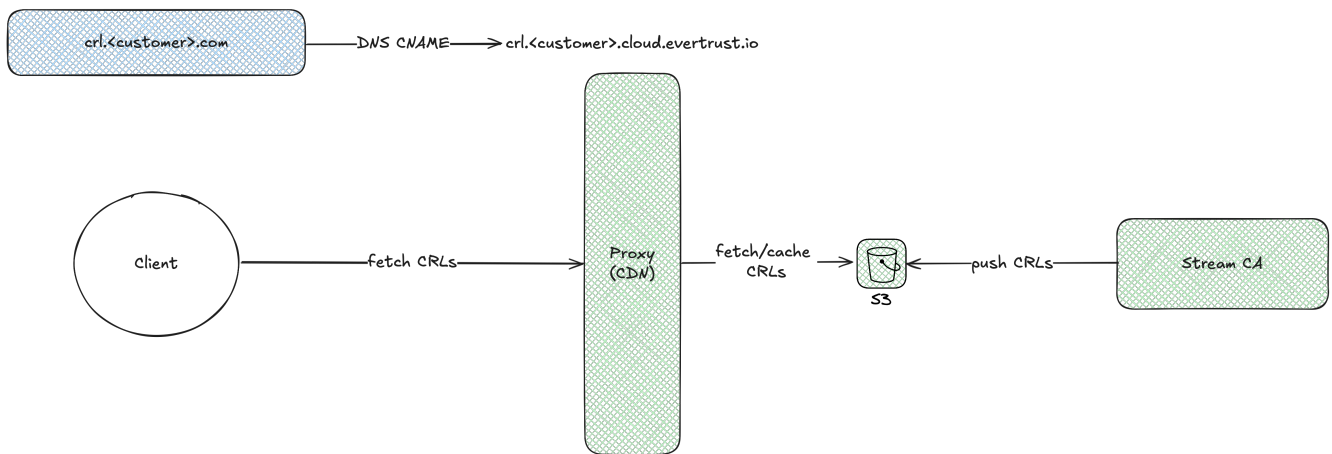 crl.<customer>.com
DNS CNAME
crl.<customer>.cloud.evertrust.io
Client
fetch CRLs
Proxy
(CDN)
fetch/cache
CRLs
S3
push CRLs
Stream CA